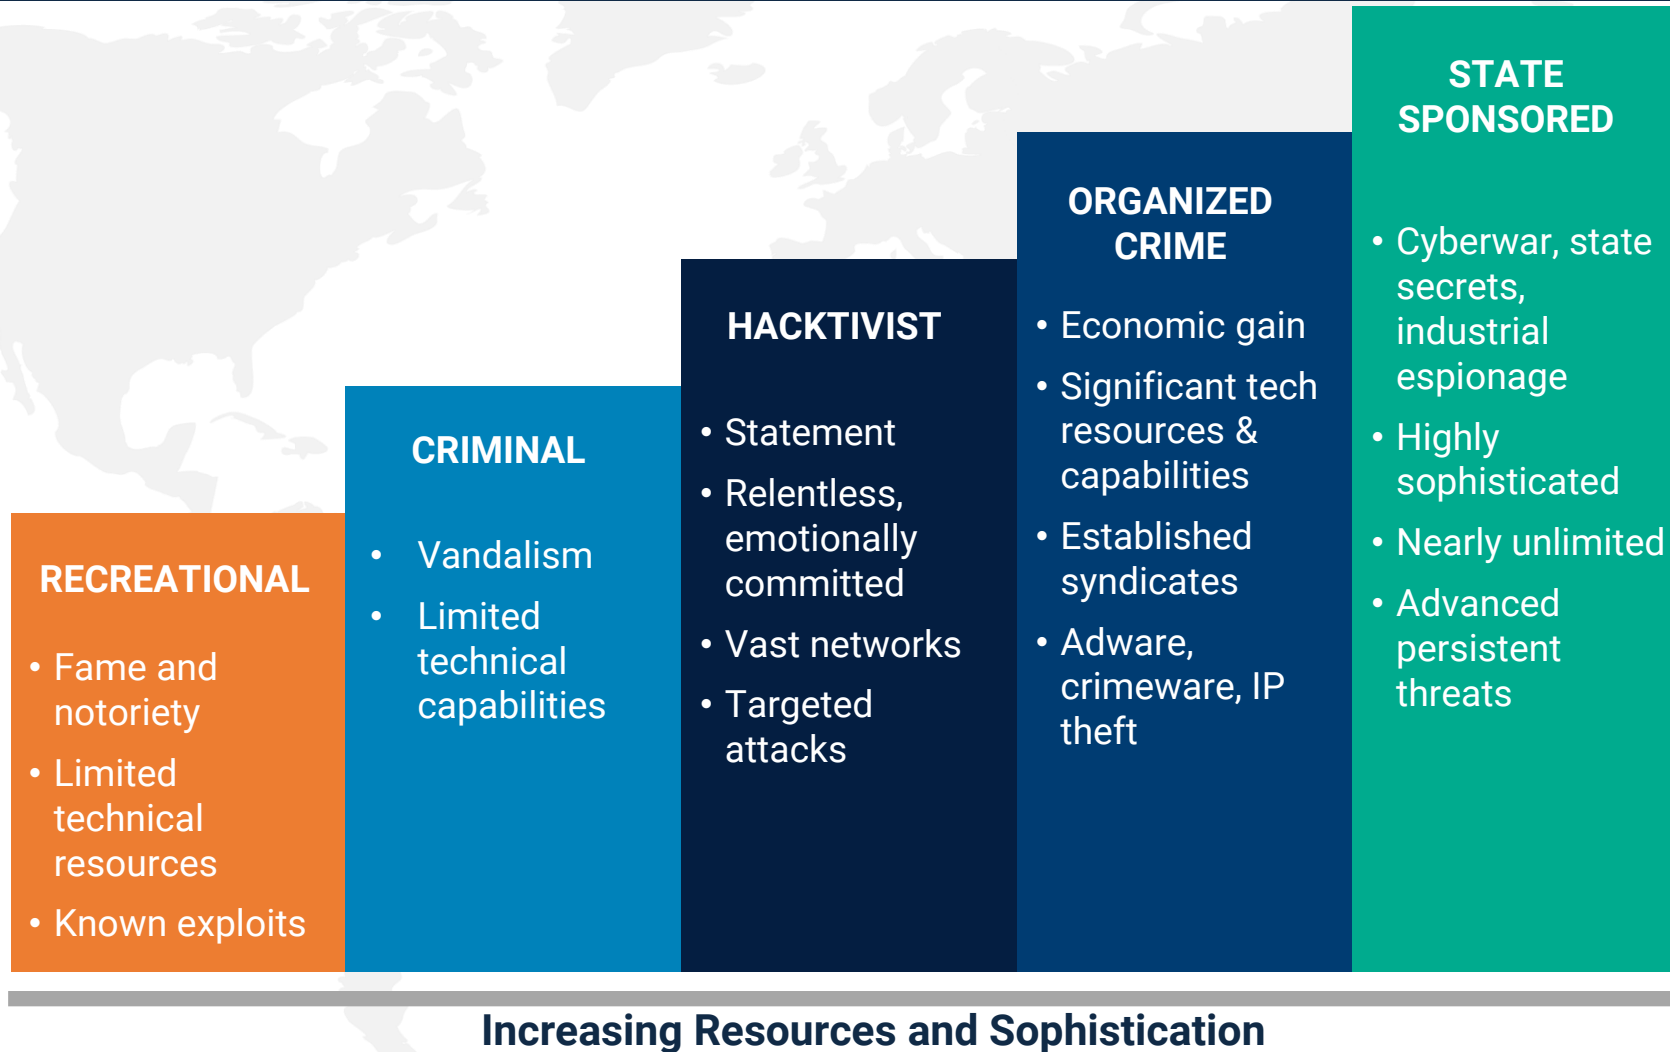 RECREATIONAL
• Fame and
notoriety
• Limited
technical
resources
• Known exploits
CRIMINAL
• Vandalism
• Limited
technical
capabilities
HACKTIVIST
• Statement
• Relentless,
emotionally
committed
• Vast networks
• Targeted
attacks
ORGANIZED
CRIME
• Economic gain
• Significant tech
resources &
capabilities
• Established
syndicates
• Adware,
crimeware, IP
theft
STATE
SPONSORED
• Cyberwar, state
secrets,
industrial
espionage
• Highly
sophisticated
• Nearly unlimited
• Advanced
persistent
threats
Increasing Resources and Sophistication